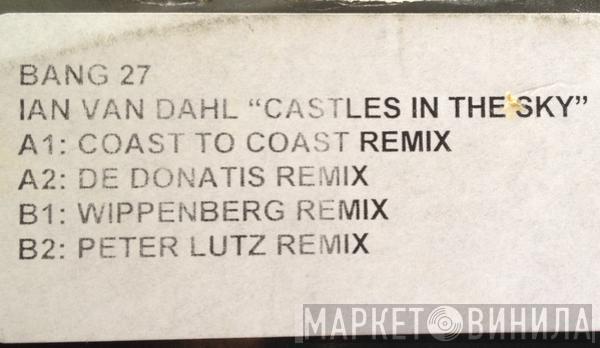 BANG 27
IAN VAN DAHL “CASTLES IN THE SKY”
A1: COAST TO COAST REMIX
A2: DE DONATIS REMIX
B1: WIPPENBERG REMIX
B2: PETER LUTZ REMIX
МАРКЕТ ВИНИЛА